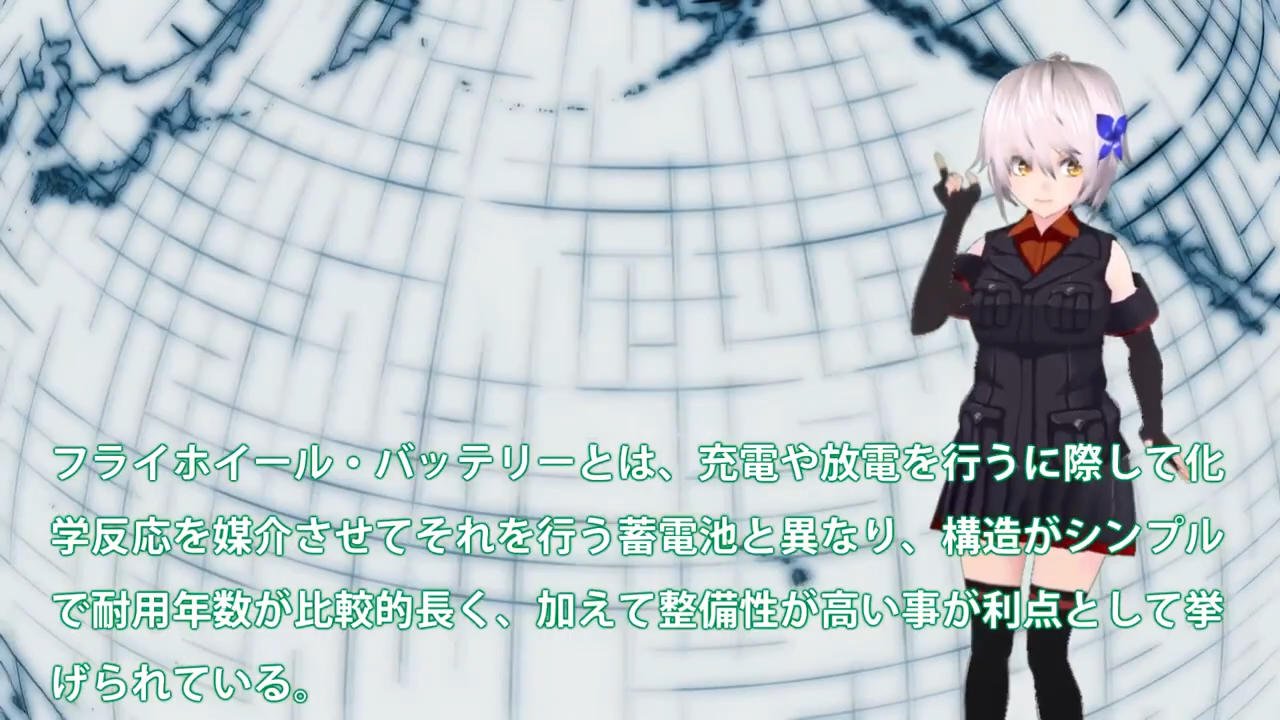 フライホイール・バッテリーとは、充電や放電を行うに際して化
学反応を媒介させてそれを行う蓄電池と異なり、構造がシンプル
で耐用年数が比較的長く、加えて整備性が高い事が利点として挙
げられている。